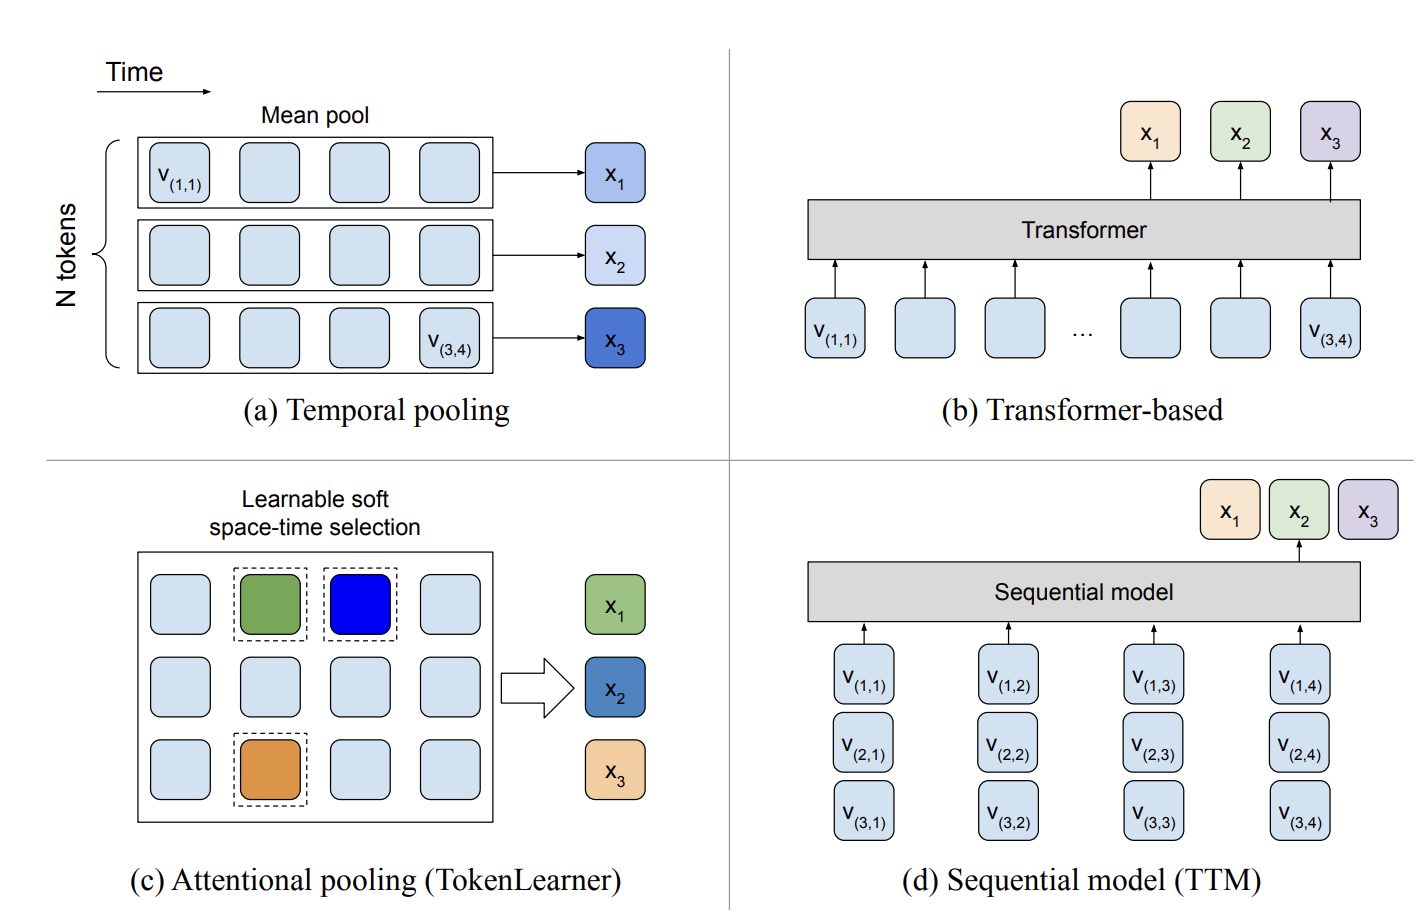 Time
Mean pool
N tokens
v(1,1)
x1
x2
v(3,4)
x3
(a) Temporal pooling
x1 x2 x3
Transformer
v(1,1) ... v(3,4)
(b) Transformer-based
Learnable soft
space-time selection
x1
x2
x3
(c) Attentional pooling (TokenLearner)
x1 x2 x3
Sequential model
v(1,1) v(1,2) v(1,3) v(1,4)
v(2,1) v(2,2) v(2,3) v(2,4)
v(3,1) v(3,2) v(3,3) v(3,4)
(d) Sequential model (TTM)